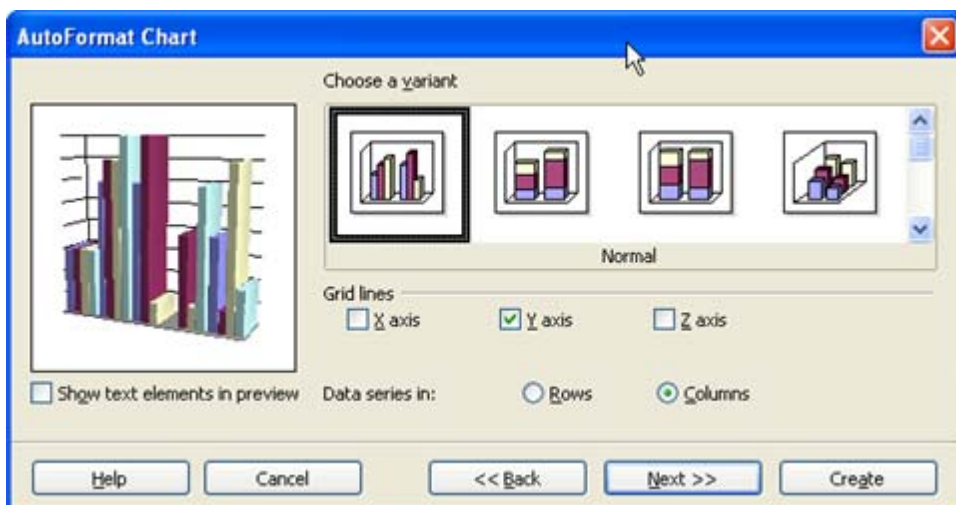 AutoFormat Chart
Choose a variant
Normal
Grid lines
X axis
Y axis
Z axis
Show text elements in preview
Data series in:
Rows
Columns
Help
Cancel
<< Back
Next >>
Create